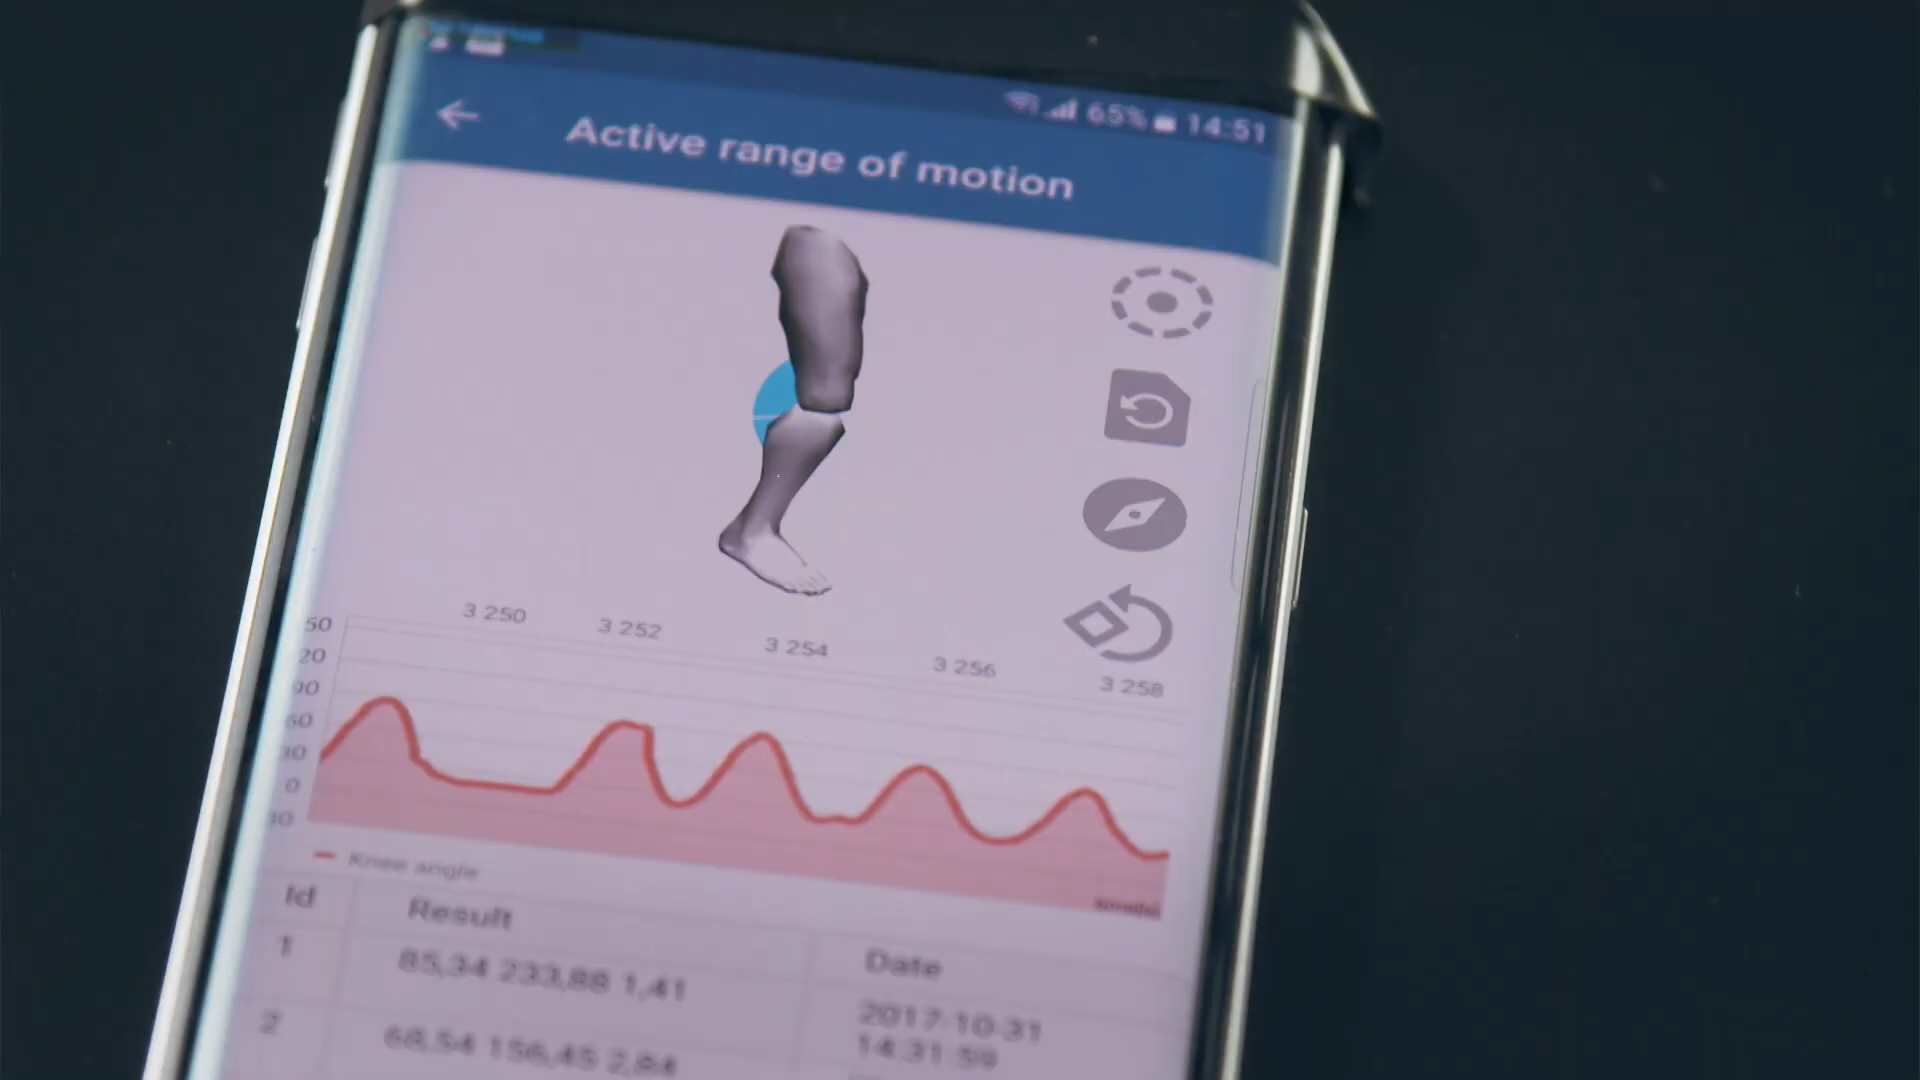 65% 14:51
Active range of motion
3 250 3 252 3 254 3 256 3 258
50
20
90
60
30
0
30
Knee angle
Id Result Date
1 85,34 233,88 1,41 2017-10-31
14:31:59
2 68,54 156,45 2,84